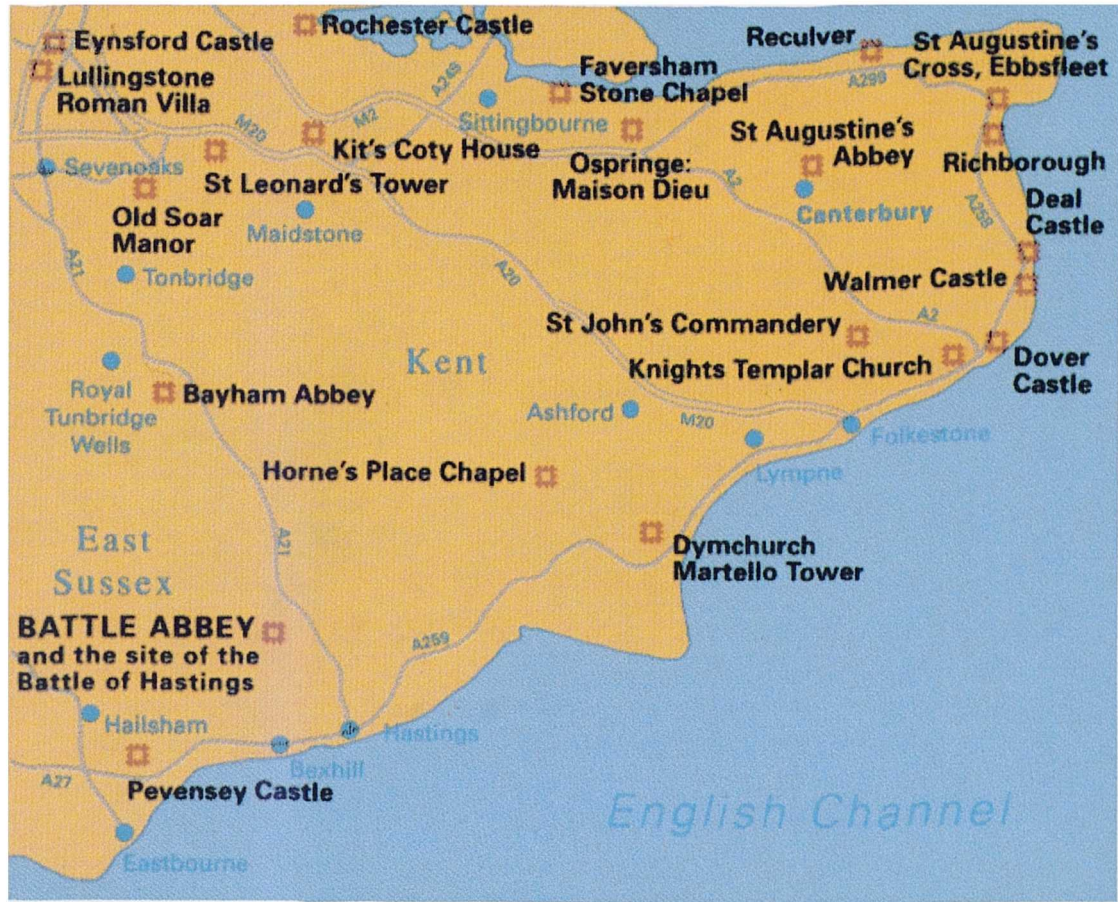 Rochester Castle
Eynsford Castle
Lullingstone
Roman Villa
Reculver
St Augustine's
Cross, Ebbsfleet
A249
A299
Faversham
Stone Chapel
M20
M2
Sittingbourne
Kit's Coty House
St Augustine's
Abbey
Richborough
Sevenoaks
St Leonard's Tower
Ospringe:
Maison Dieu
A2
Canterbury
A258
Deal
Castle
Old Soar
Manor
Maidstone
A21
Tonbridge
A20
Walmer Castle
A2
St John's Commandery
Knights Templar Church
Dover
Castle
Kent
Royal
Tunbridge
Wells
Bayham Abbey
Ashford
M20
Folkestone
Lympne
Horne's Place Chapel
East
Sussex
A21
Dymchurch
Martello Tower
BATTLE ABBEY
and the site of the
Battle of Hastings
A259
Hailsham
Hastings
Bexhill
A27
Pevensey Castle
English Channel
Eastbourne